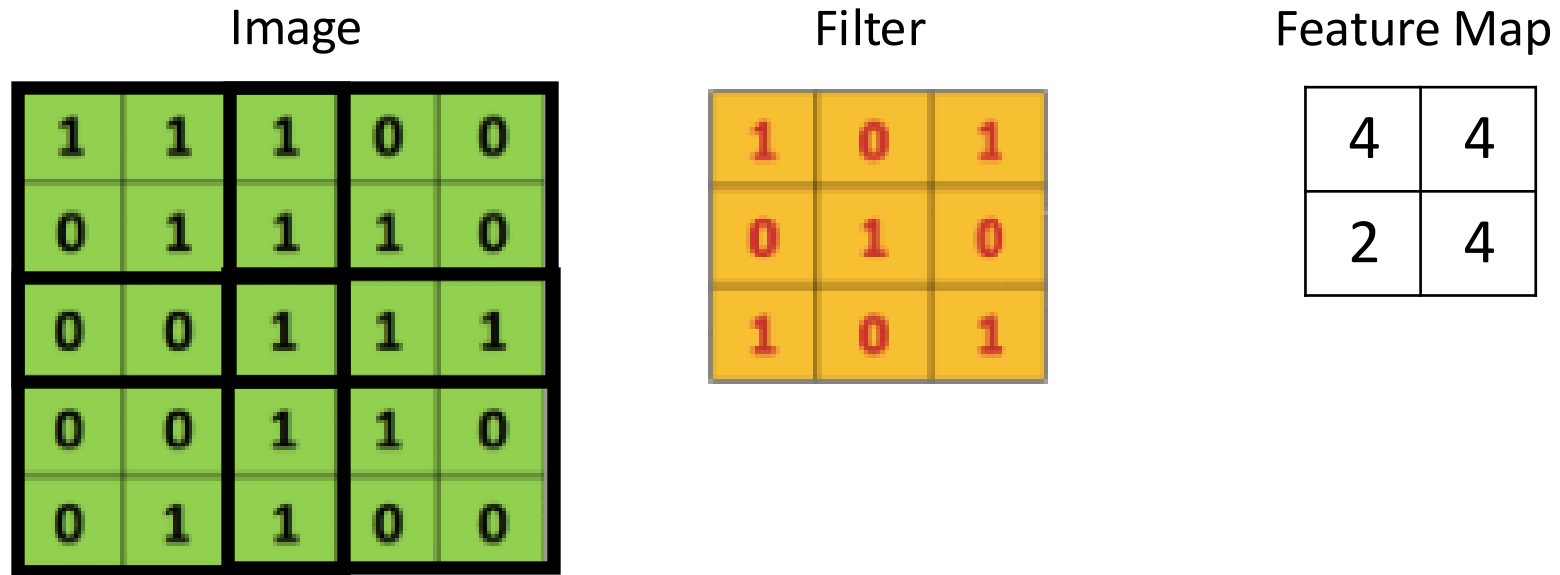 Image
Filter
Feature Map
1 1 1 0 0
0 1 1 1 0
0 0 1 1 1
0 0 1 1 0
0 1 1 0 0
1 0 1
0 1 0
1 0 1
4 4
2 4